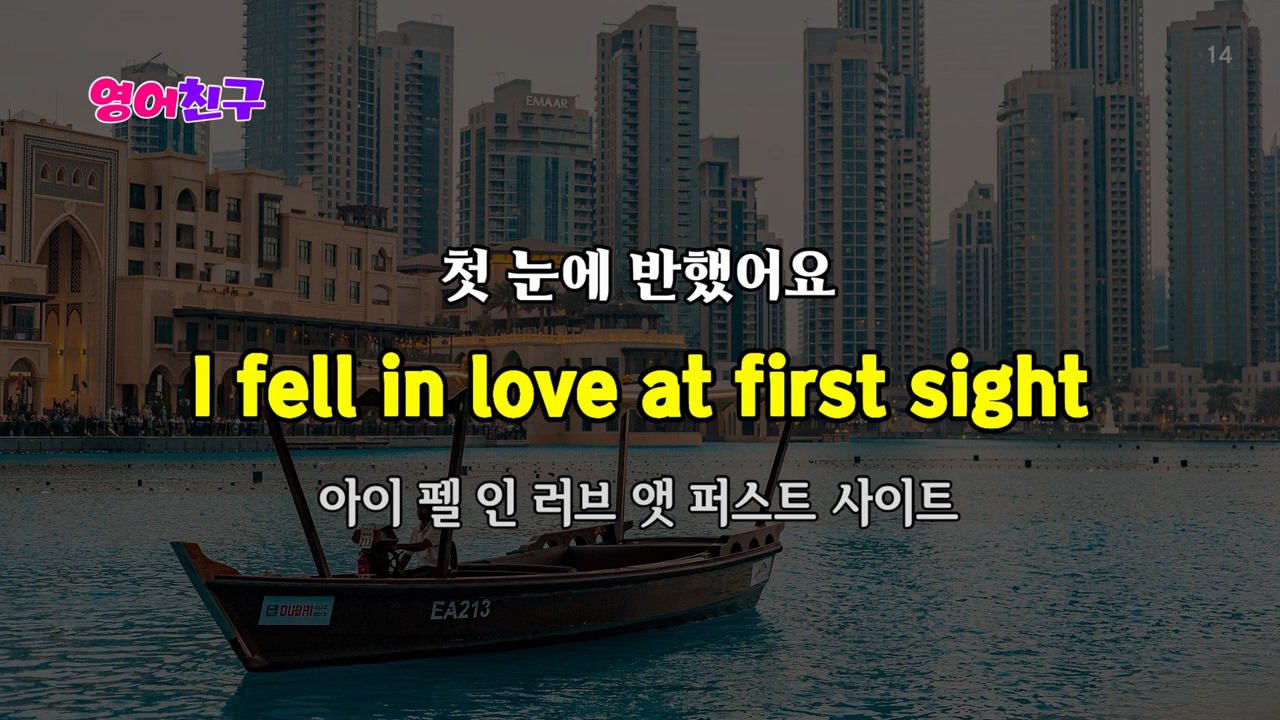 14
영어친구
EMAAR
첫 눈에 반했어요
I fell in love at first sight
아이 펠 인 러브 앳 퍼스트 사이트
DUBAI
EA213